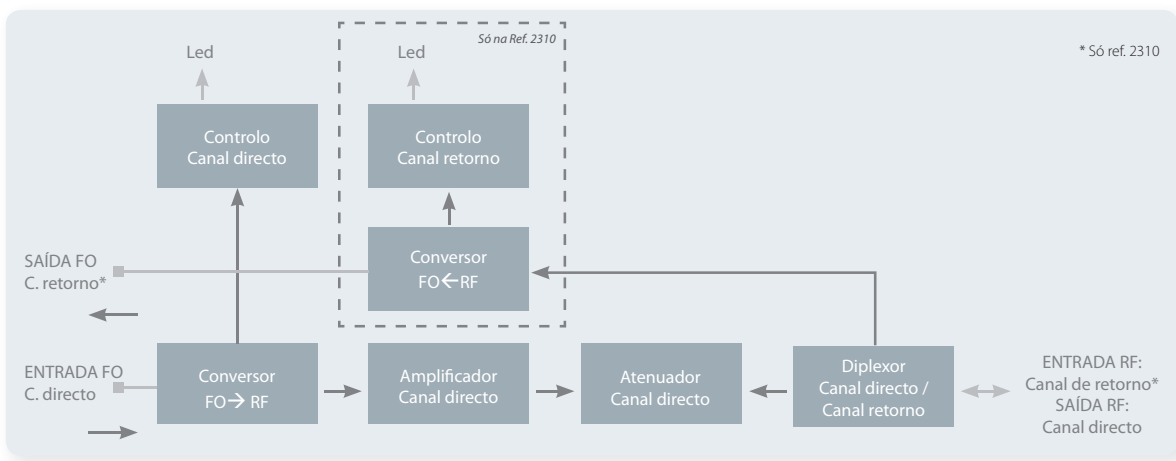 Só na Ref. 2310
* Só ref. 2310
Led
Led
Controlo
Canal directo
Controlo
Canal retorno
SAÍDA FO
C. retorno*
Conversor
FO←RF
ENTRADA FO
C. directo
Conversor
FO→ RF
Amplificador
Canal directo
Atenuador
Canal directo
Diplexor
Canal directo /
Canal retorno
ENTRADA RF:
Canal de retorno*
SAÍDA RF:
Canal directo